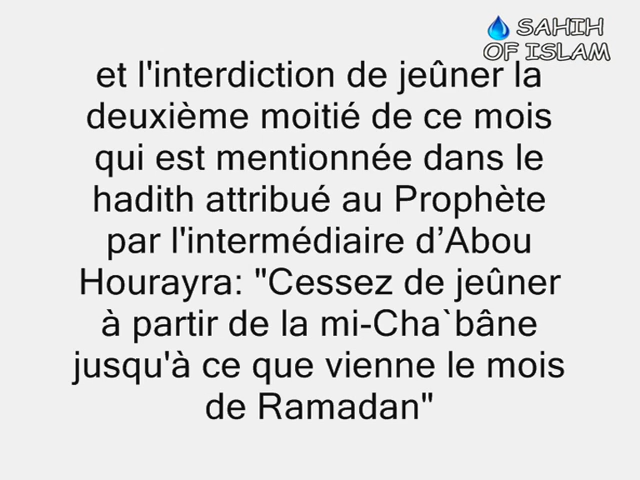 SAHIH
OF ISLAM
et l'interdiction de jeûner la
deuxième moitié de ce mois
qui est mentionnée dans le
hadith attribué au Prophète
par l'intermédiaire d’Abou
Hourayra: "Cessez de jeûner
à partir de la mi-Cha`bâne
jusqu'à ce que vienne le mois
de Ramadan"